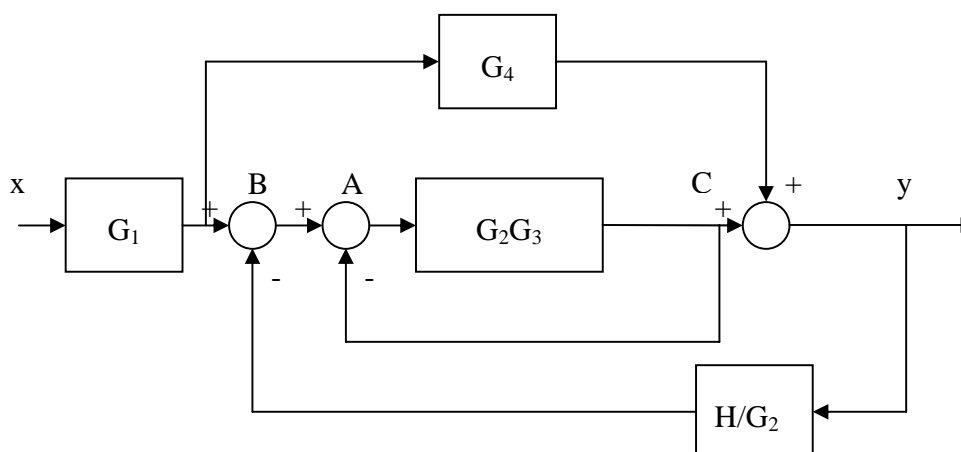 G₄
x
B
A
C
+
y
+
+
+
G₁
G₂G₃
-
-
H/G₂